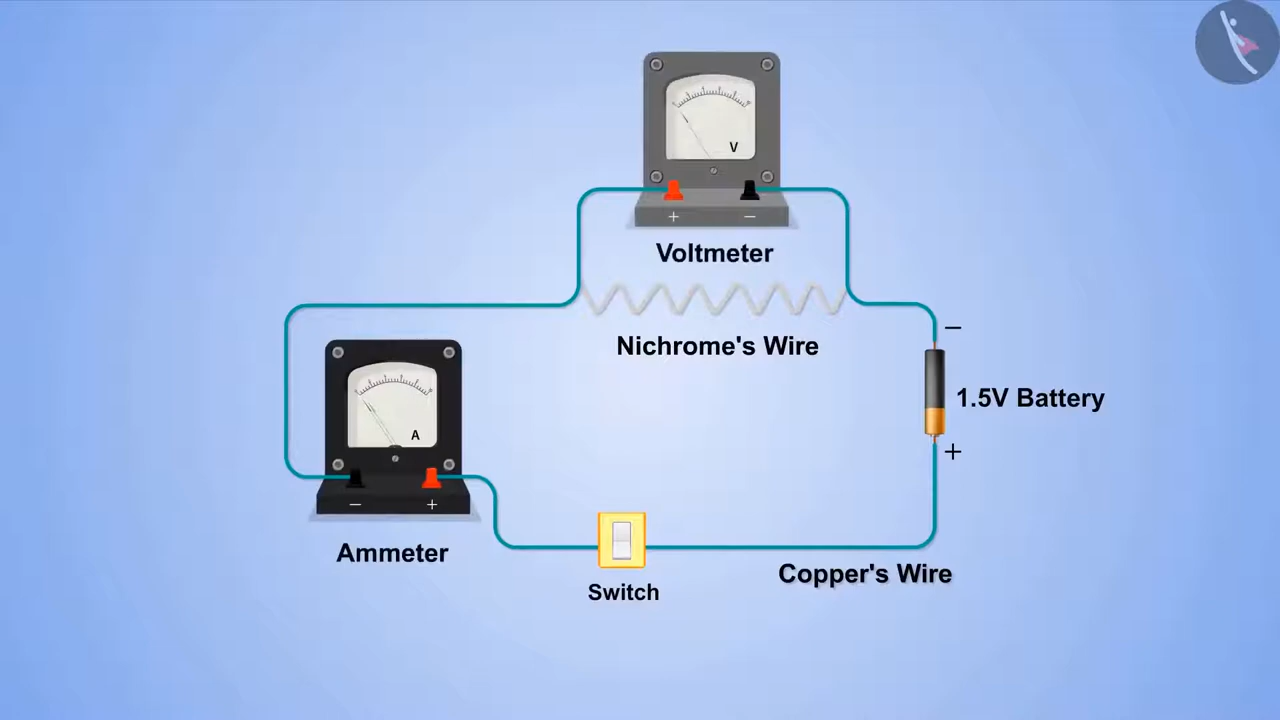 V
+ −
Voltmeter
Nichrome's Wire
−
1.5V Battery
+
A
− +
Ammeter
Switch
Copper's Wire